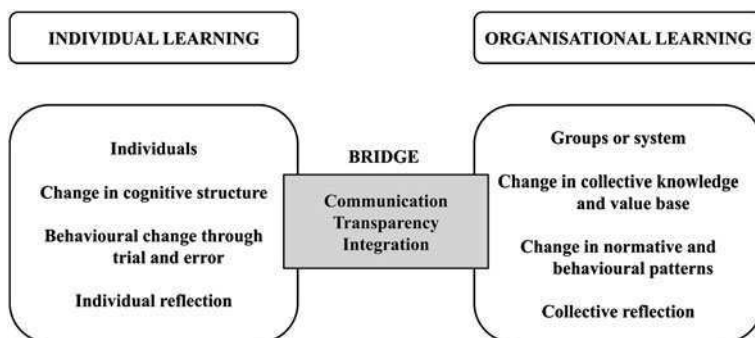 INDIVIDUAL LEARNING
ORGANISATIONAL LEARNING
Individuals
Change in cognitive structure
Behavioural change through
trial and error
Individual reflection
BRIDGE
Communication
Transparency
Integration
Groups or system
Change in collective knowledge
and value base
Change in normative and
behavioural patterns
Collective reflection